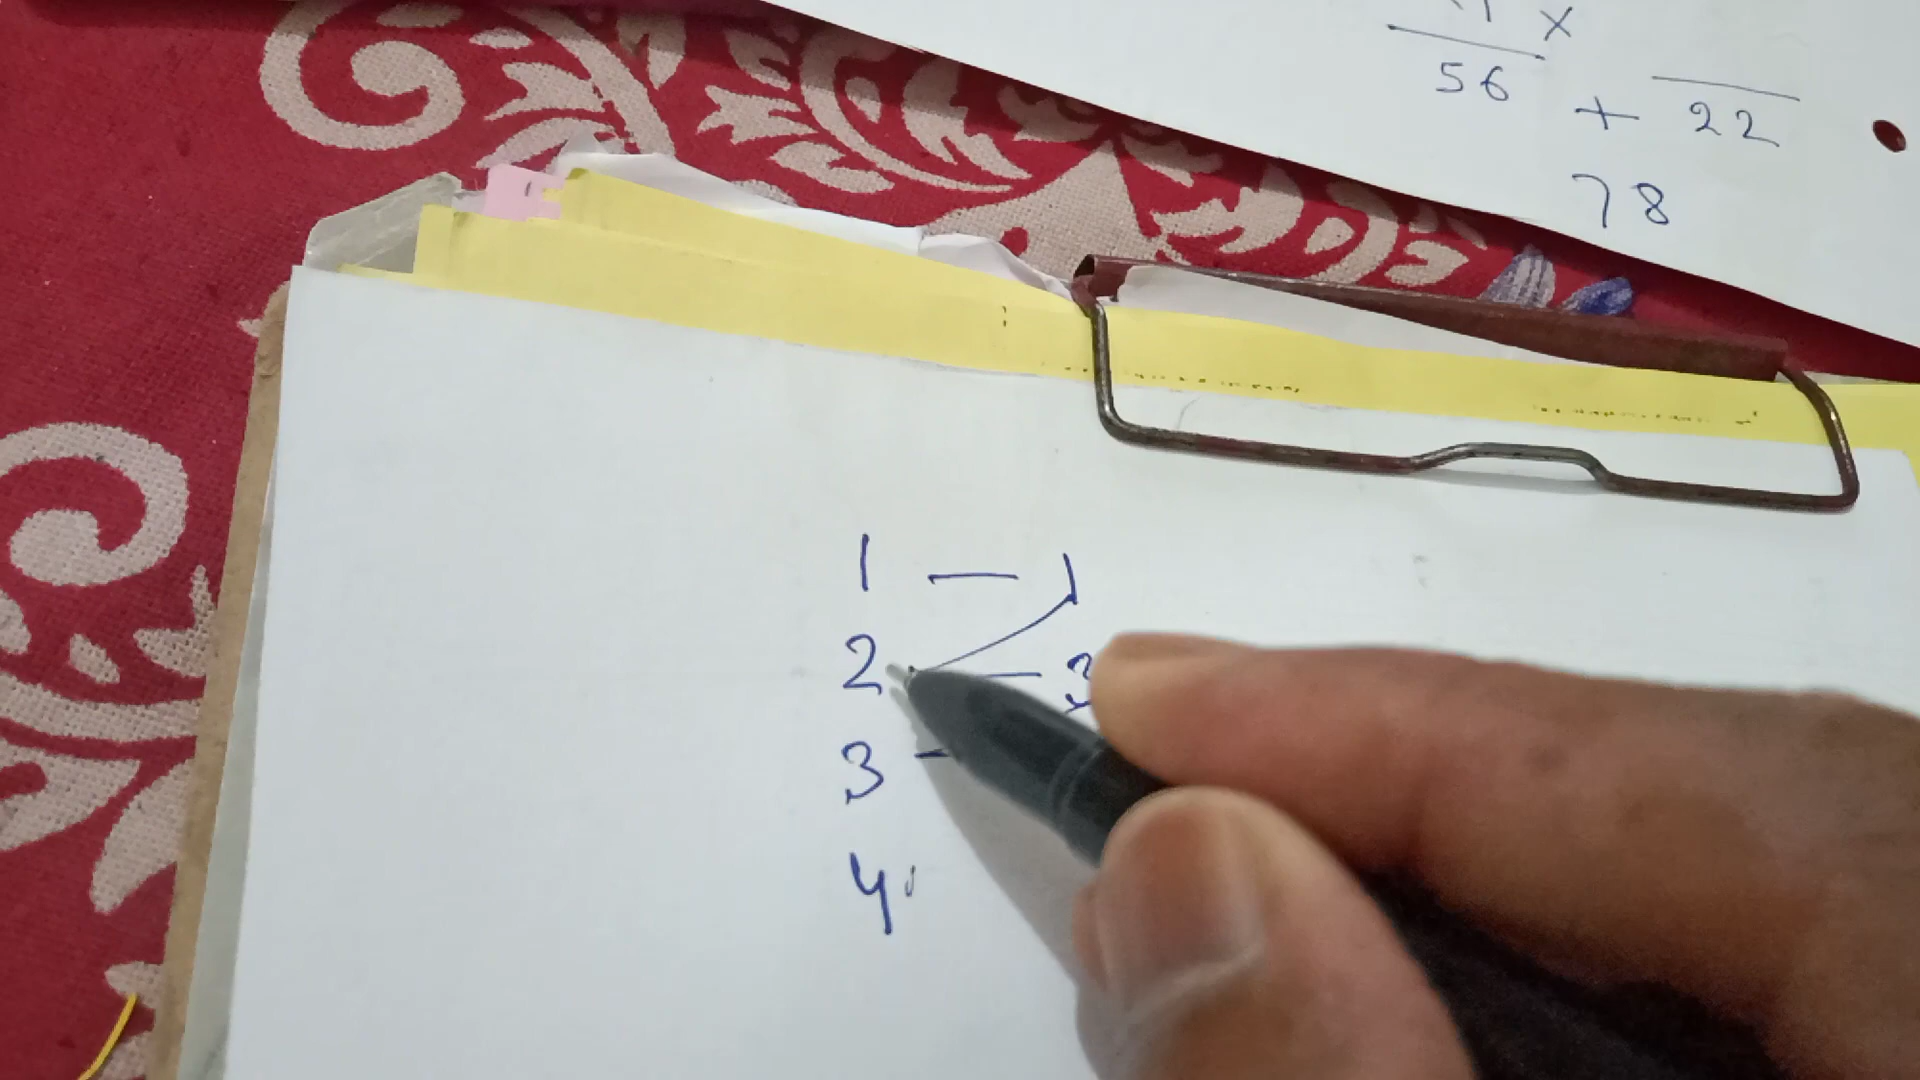 x
56 + 22
78
1 — 1
2 — 3
3 -
4